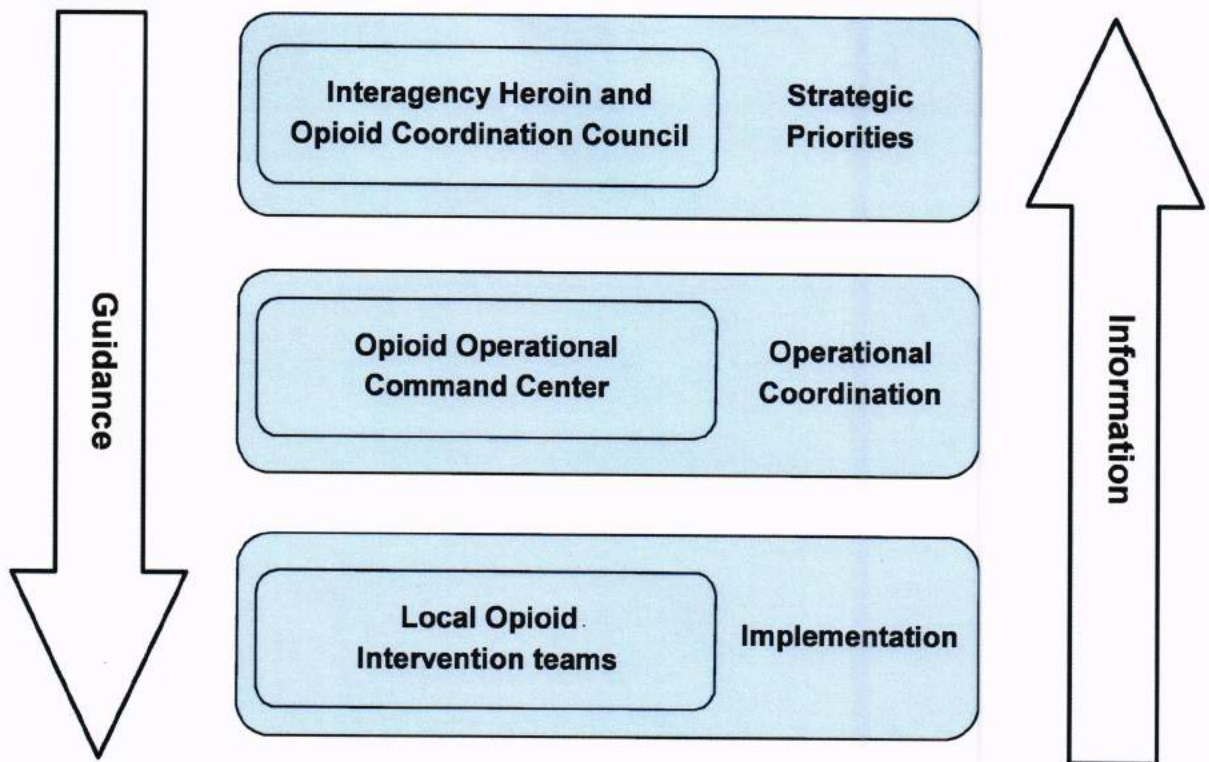 Guidance
Interagency Heroin and
Opioid Coordination Council
Strategic
Priorities
Opioid Operational
Command Center
Operational
Coordination
Local Opioid
Intervention teams
Implementation
Information